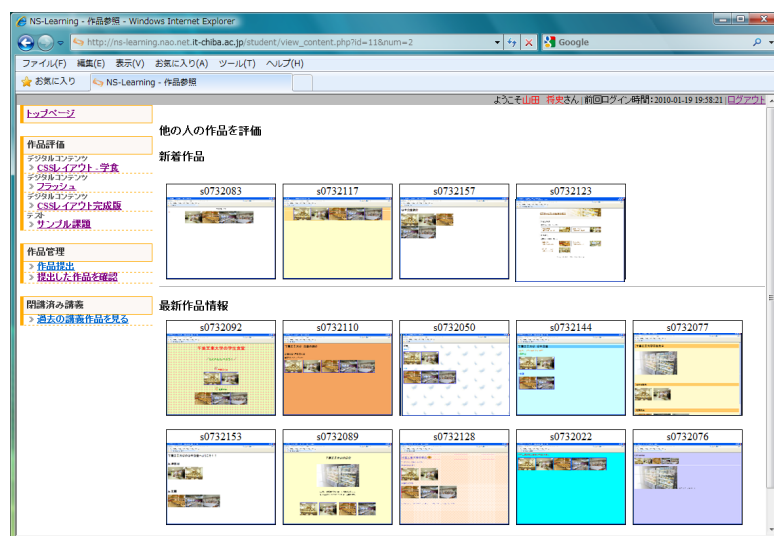 NS-Learning - 作品参照 - Windows Internet Explorer
http://ns-learning.nao.net.it-chiba.ac.jp/student/view_content.php?id=11&num=2
Google
ファイル(F) 編集(E) 表示(V) お気に入り(A) ツール(T) ヘルプ(H)
お気に入り NS-Learning - 作品参照
ようこそ山田 将史さん|前回ログイン時間:2010-01-19 19:58:21|ログアウト
トップページ
作品評価
デジタルコンテンツ
> CSSレイアウト - 学食
デジタルコンテンツ
> フラッシュ
デジタルコンテンツ
> CSSレイアウト完成版
テスト
> サンプル課題
作品管理
> 作品提出
> 提出した作品を確認
閉講済み講義
> 過去の講義作品を見る
他の人の作品を評価
新着作品
s0732083 s0732117 s0732157 s0732123
最新作品情報
s0732092 s0732110 s0732050 s0732144 s0732077
s0732153 s0732089 s0732128 s0732022 s0732076